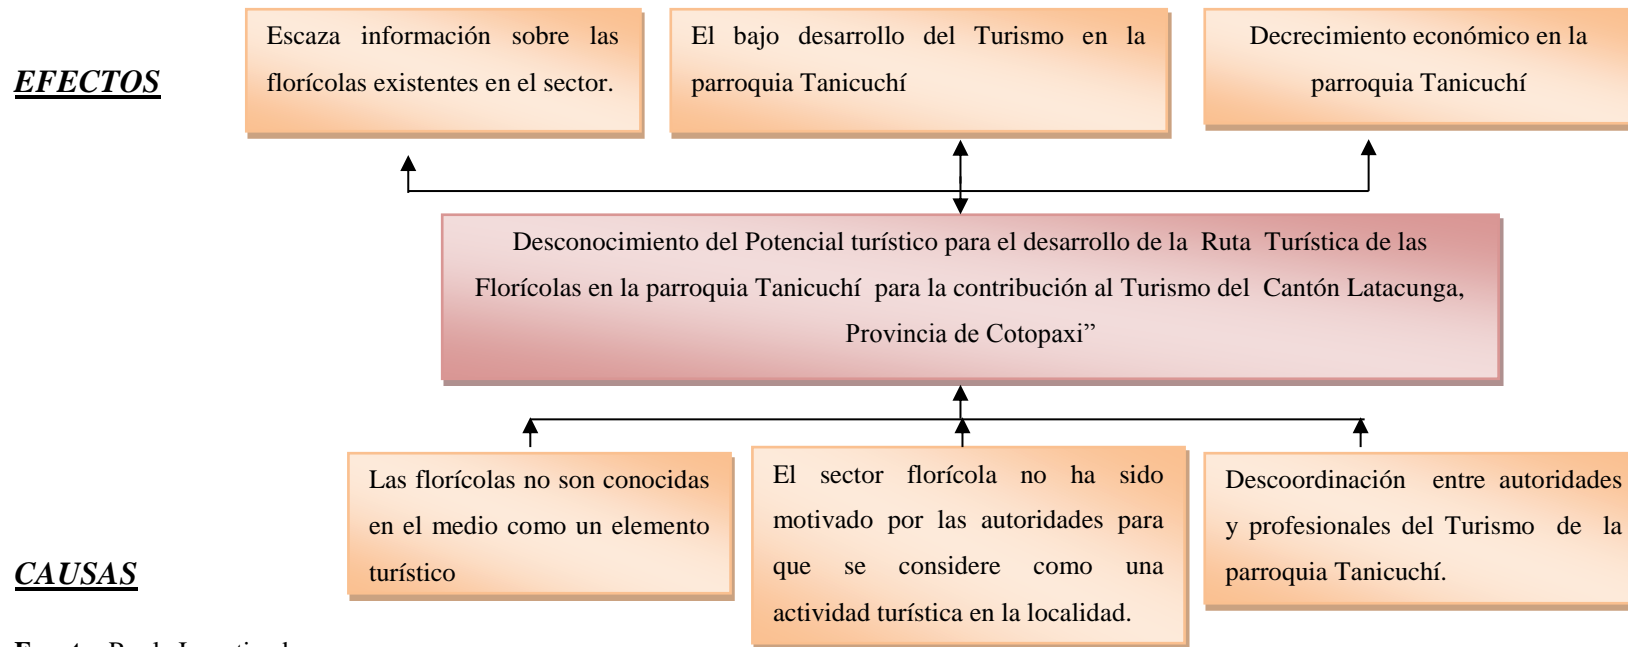 Escaza información sobre las
florícolas existentes en el sector.
El bajo desarrollo del Turismo en la
parroquia Tanicuchí
Decrecimiento económico en la
parroquia Tanicuchí
EFECTOS
Desconocimiento del Potencial turístico para el desarrollo de la Ruta Turística de las
Florícolas en la parroquia Tanicuchí para la contribución al Turismo del Cantón Latacunga,
Provincia de Cotopaxi”
Las florícolas no son conocidas
en el medio como un elemento
turístico
El sector florícola no ha sido
motivado por las autoridades para
que se considere como una
actividad turística en la localidad.
Descoordinación entre autoridades
y profesionales del Turismo de la
parroquia Tanicuchí.
CAUSAS